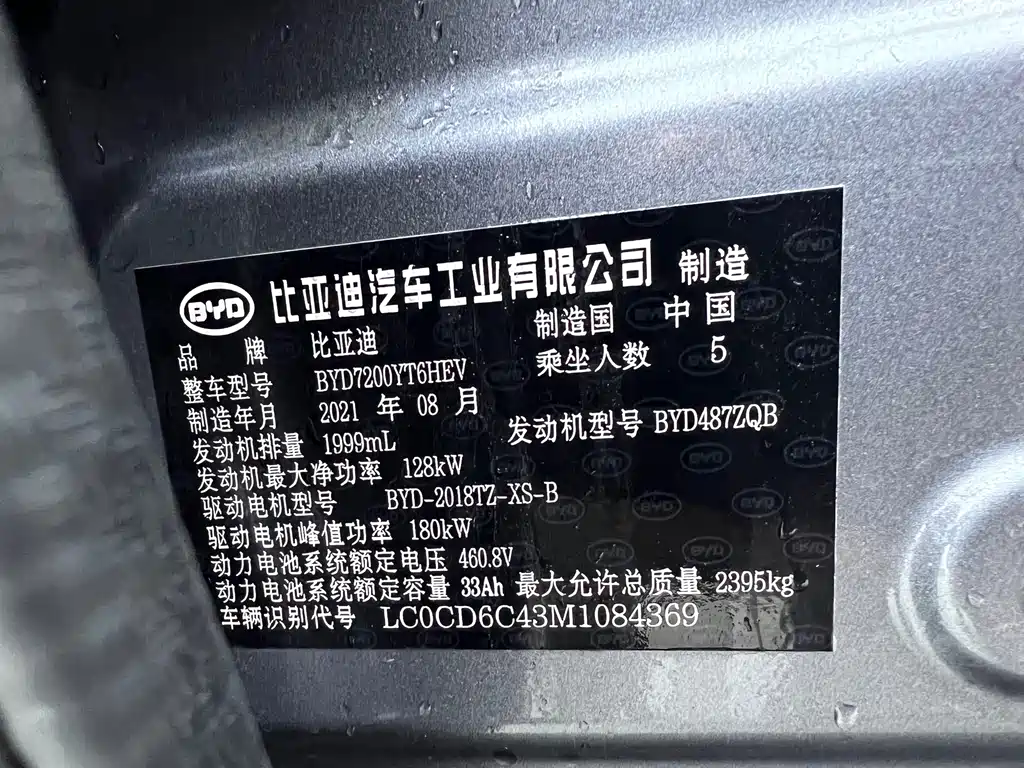 BYD 比亚迪汽车工业有限公司 制造
品牌 比亚迪 制造国 中国
整车型号 BYD7200YT6HEV 乘坐人数 5
制造年月 2021 年 08 月
发动机排量 1999mL 发动机型号 BYD487ZQB
发动机最大净功率 128kW
驱动电机型号 BYD-2018TZ-XS-B
驱动电机峰值功率 180kW
动力电池系统额定电压 460.8V
动力电池系统额定容量 33Ah 最大允许总质量 2395kg
车辆识别代号 LC0CD6C43M1084369